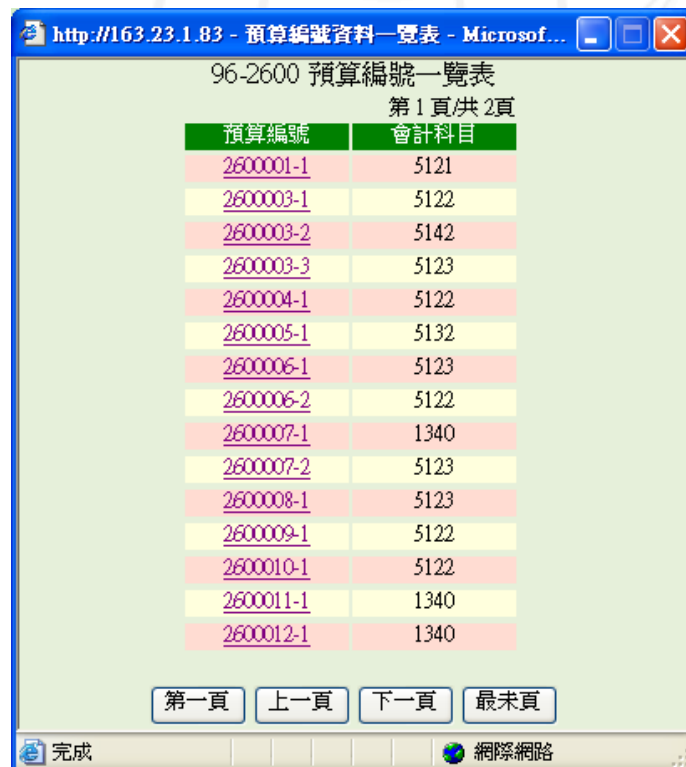 http://163.23.1.83 - 預算編號資料一覽表 - Microsof...
96-2600 預算編號一覽表
第 1 頁/共 2頁
預算編號 會計科目
2600001-1 5121
2600003-1 5122
2600003-2 5142
2600003-3 5123
2600004-1 5122
2600005-1 5132
2600006-1 5123
2600006-2 5122
2600007-1 1340
2600007-2 5123
2600008-1 5123
2600009-1 5122
2600010-1 5122
2600011-1 1340
2600012-1 1340
第一頁 上一頁 下一頁 最末頁
完成 網際網路